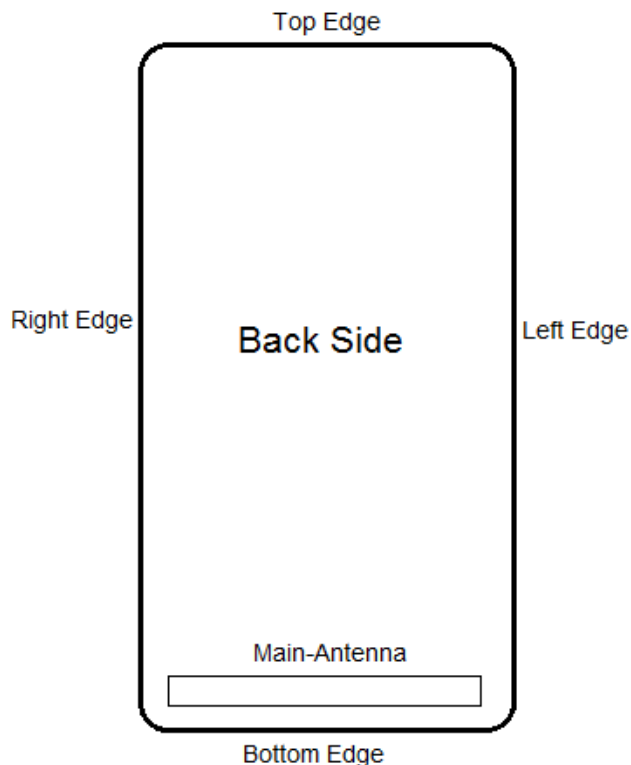 Top Edge
Right Edge
Back Side
Left Edge
Main-Antenna
Bottom Edge